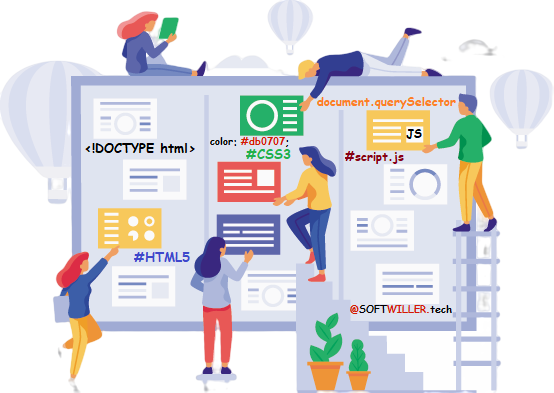 document.querySelector
JS
<!DOCTYPE html>
color: #db0707;
#CSS3
#script.js
#HTML5
@SOFTWILLER.tech